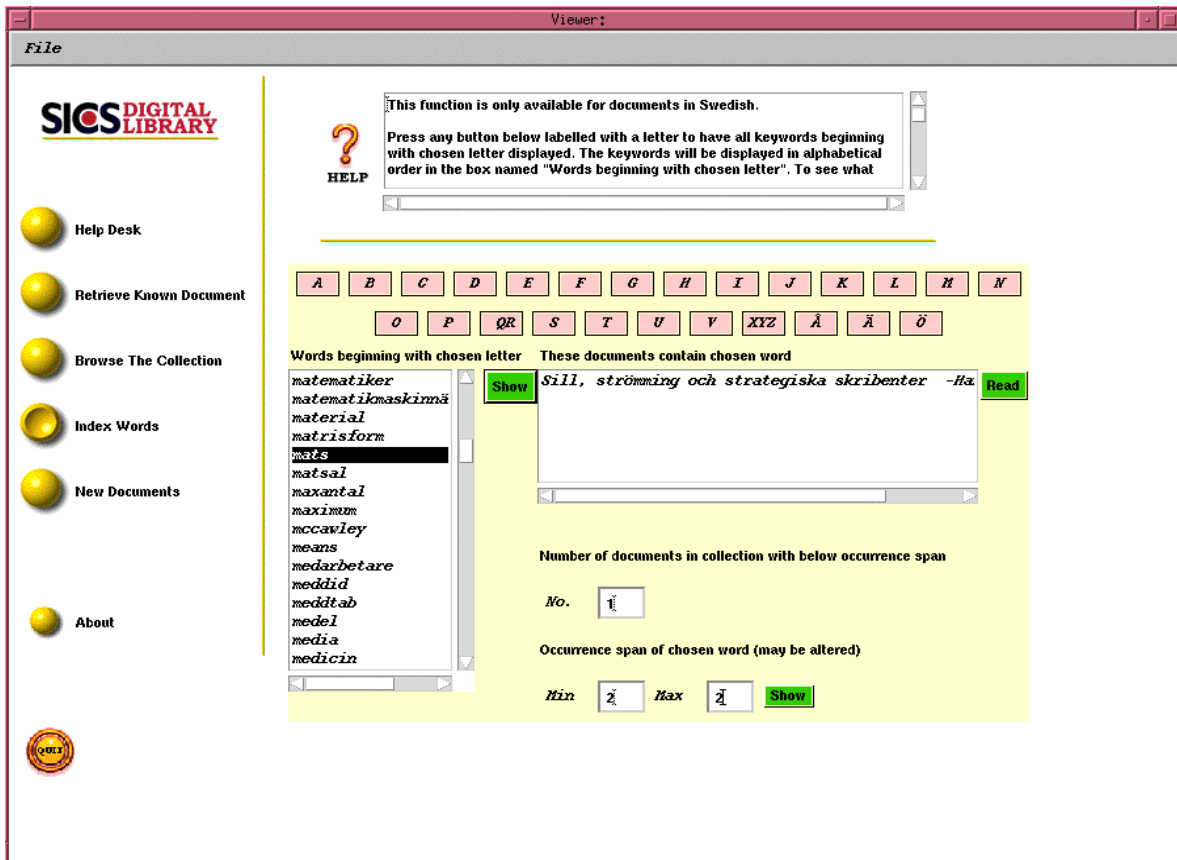 Viewer:
File
SICS DIGITAL LIBRARY
HELP
This function is only available for documents in Swedish.
Press any button below labelled with a letter to have all keywords beginning
with chosen letter displayed. The keywords will be displayed in alphabetical
order in the box named "Words beginning with chosen letter". To see what
Help Desk
Retrieve Known Document
Browse The Collection
Index Words
New Documents
About
QUIT
A B C D E F G H I J K L M N
O P QR S T U V XYZ Å Ä Ö
Words beginning with chosen letter
matematiker
matematikmaskinnä
material
matrisform
mats
matsal
maxantal
maximum
mccawley
means
medarbetare
meddid
meddtab
medel
media
medicin
Show
These documents contain chosen word
Sill, strömming och strategiska skribenter -Ha
Read
Number of documents in collection with below occurrence span
No. 1
Occurrence span of chosen word (may be altered)
Min 2 Max 2 Show